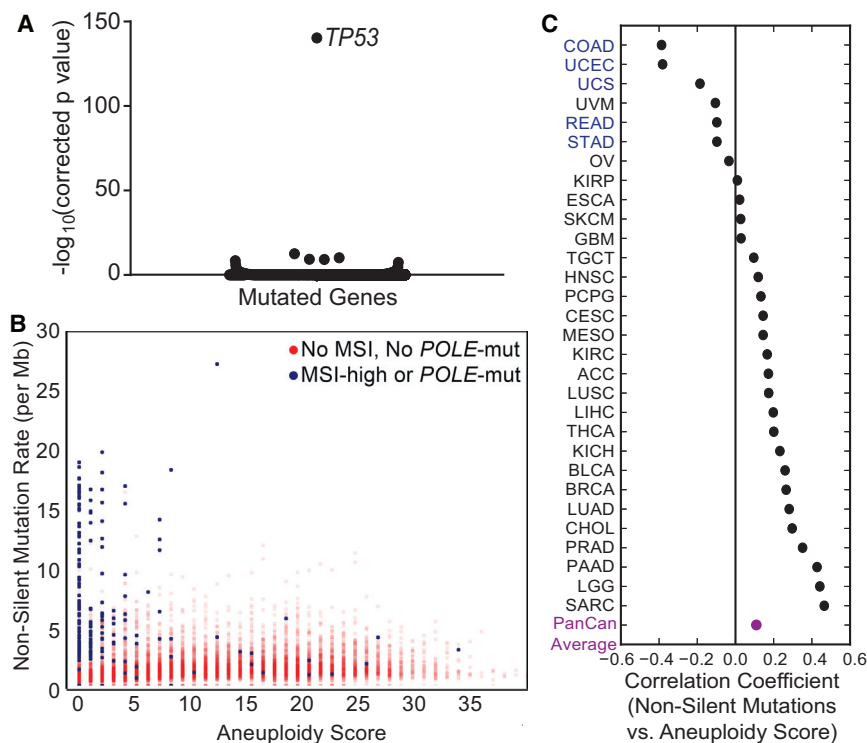 A
150
100
50
0
-log10(corrected p value)
TP53
Mutated Genes
B
30
25
20
15
10
5
0
Non-Silent Mutation Rate (per Mb)
No MSI, No POLE-mut
MSI-high or POLE-mut
0 5 10 15 20 25 30 35
Aneuploidy Score
C
COAD
UCEC
UCS
UVM
READ
STAD
OV
KIRP
ESCA
SKCM
GBM
TGCT
HNSC
PCPG
CESC
MESO
KIRC
ACC
LUSC
LIHC
THCA
KICH
BLCA
BRCA
LUAD
CHOL
PRAD
PAAD
LGG
SARC
PanCan
Average
−0.6 −0.4 −0.2 0.0 0.2 0.4 0.6
Correlation Coefficient
(Non-Silent Mutations
vs. Aneuploidy Score)